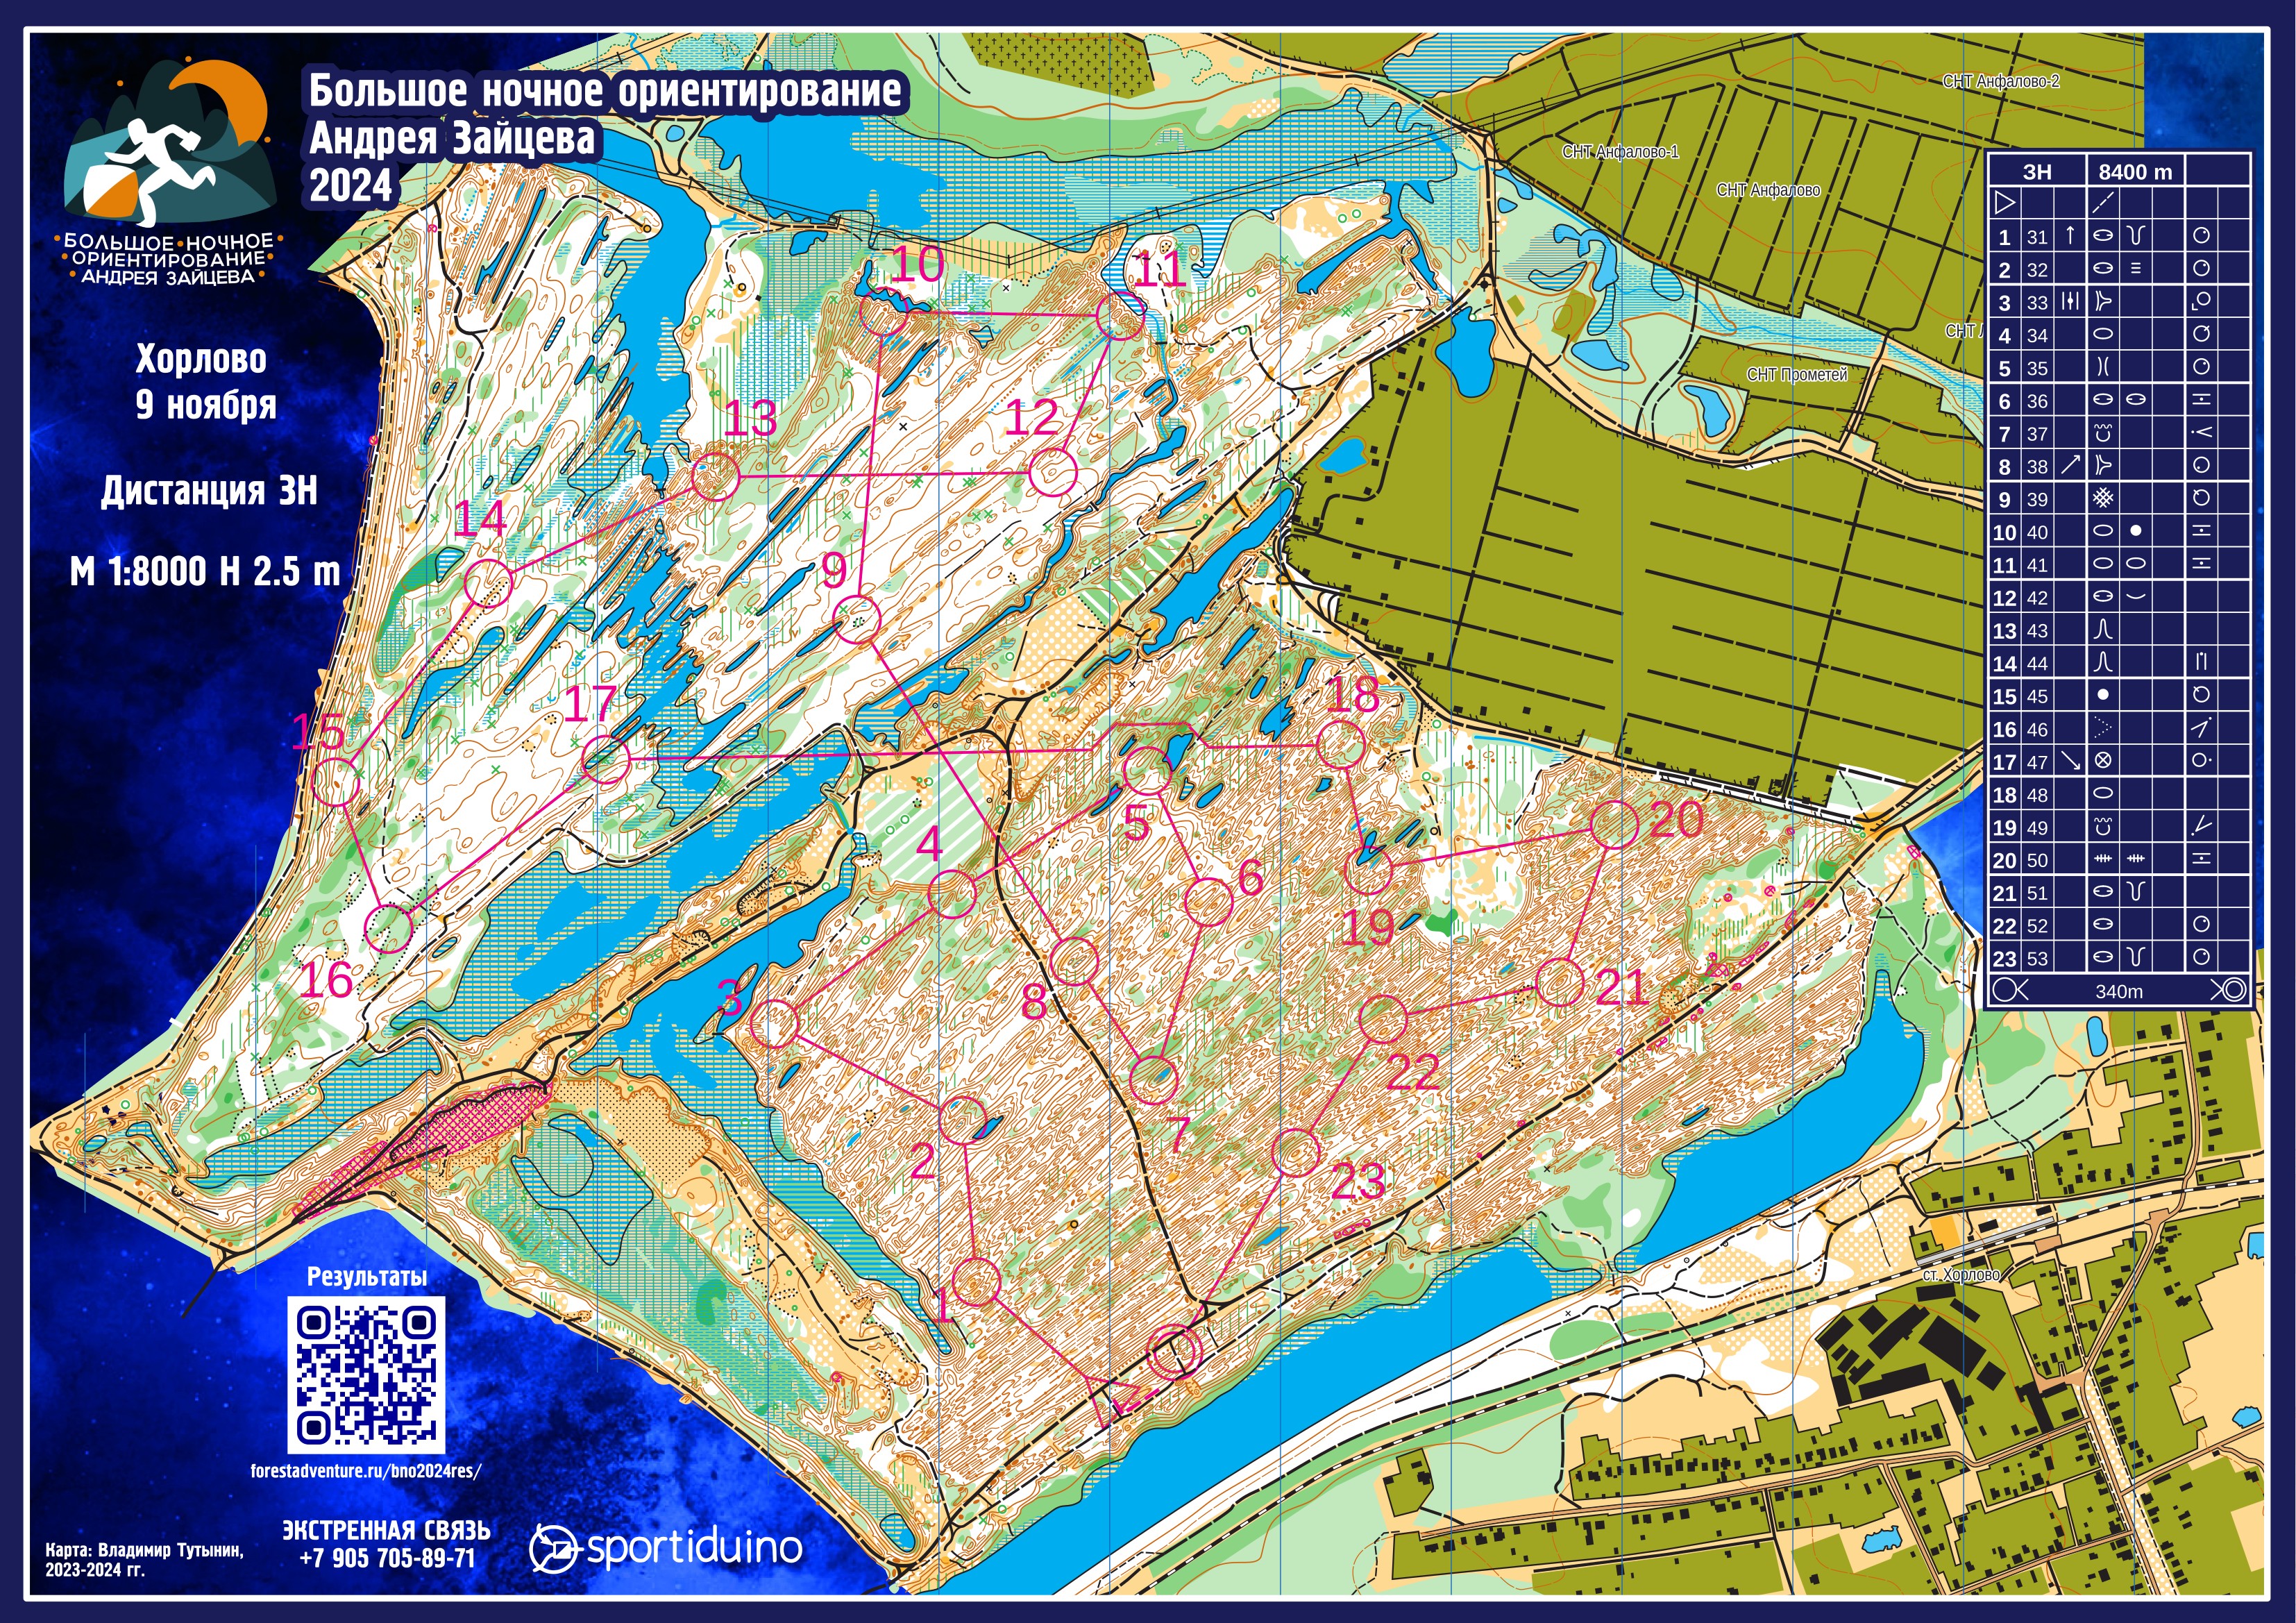 Большое ночное ориентирование
Андрея Зайцева
2024
БОЛЬШОЕ•НОЧНОЕ
ОРИЕНТИРОВАНИЕ
АНДРЕЯ ЗАЙЦЕВА
Хорлово
9 ноября
Дистанция 3Н
М 1:8000 Н 2.5 m
СНТ Анфалово-2
СНТ Анфалово-1
СНТ Анфалово
СНТ Прометей
СНТ
ст. Хорлово
10
11
12
13
14
9
17
15
18
5
4
20
6
19
16
3
8
21
22
7
2
23
1
3Н 8400 m
1 31
2 32
3 33
4 34
5 35
6 36
7 37
8 38
9 39
10 40
11 41
12 42
13 43
14 44
15 45
16 46
17 47
18 48
19 49
20 50
21 51
22 52
23 53
340m
Результаты
forestadventure.ru/bno2024res/
ЭКСТРЕННАЯ СВЯЗЬ
+7 905 705-89-71
sportiduino
Карта: Владимир Тутынин,
2023-2024 гг.